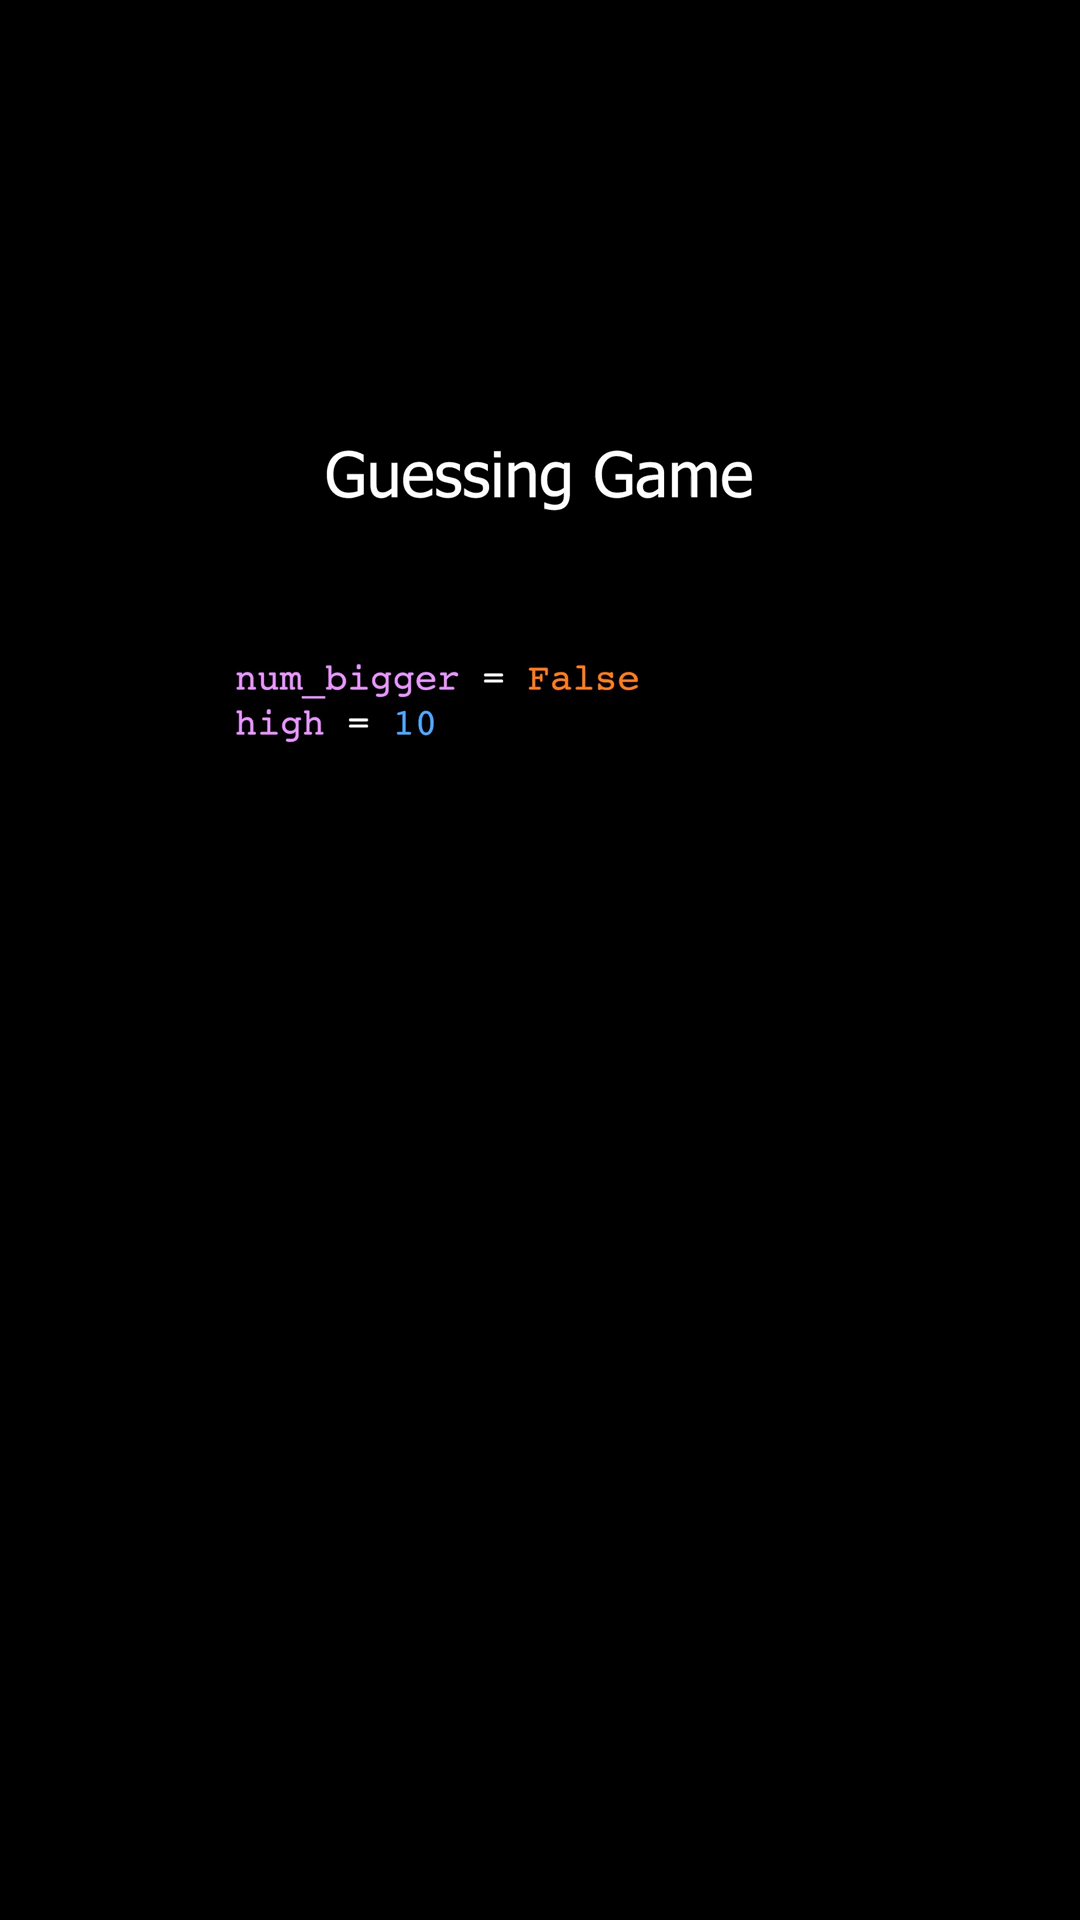 Guessing Game
num_bigger = False
high = 10